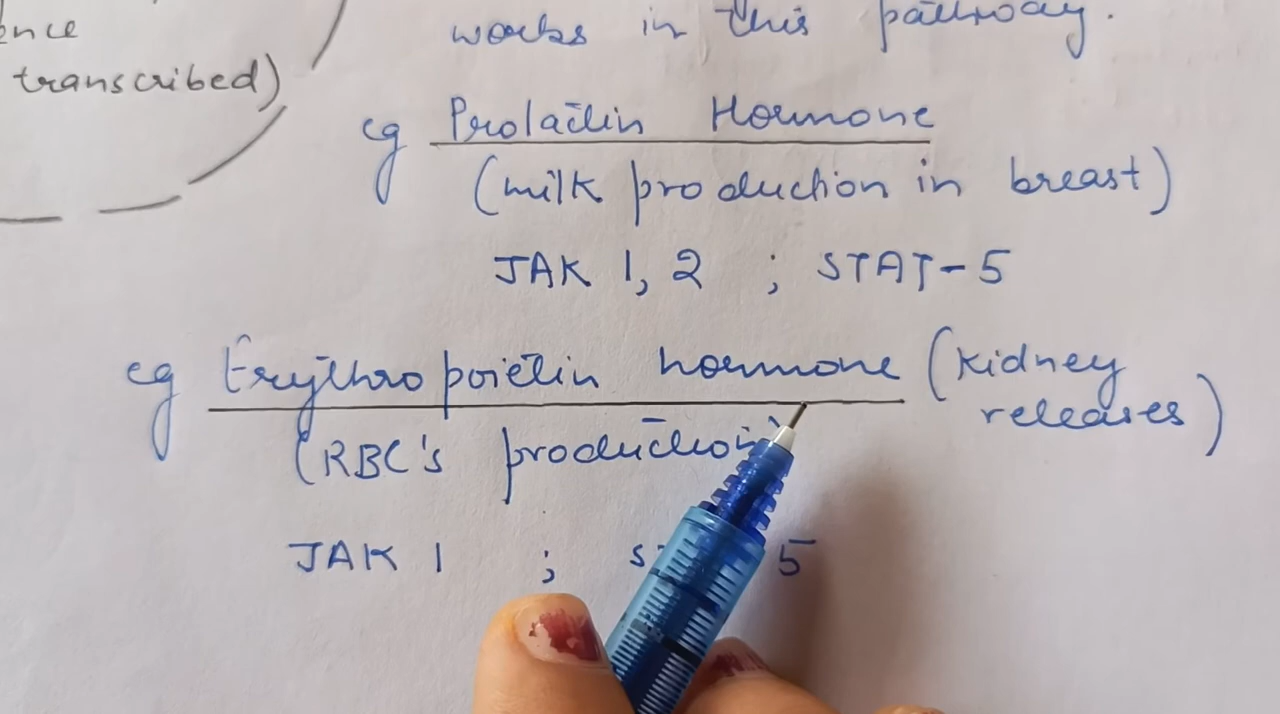 ence
transcribed)
works in this pathway.
eg Prolactin Hormone
(milk production in breast)
JAK 1, 2 ; STAT-5
eg Erythropoietin hormone (Kidney releases)
(RBC's production)
JAK 1 ; S 5